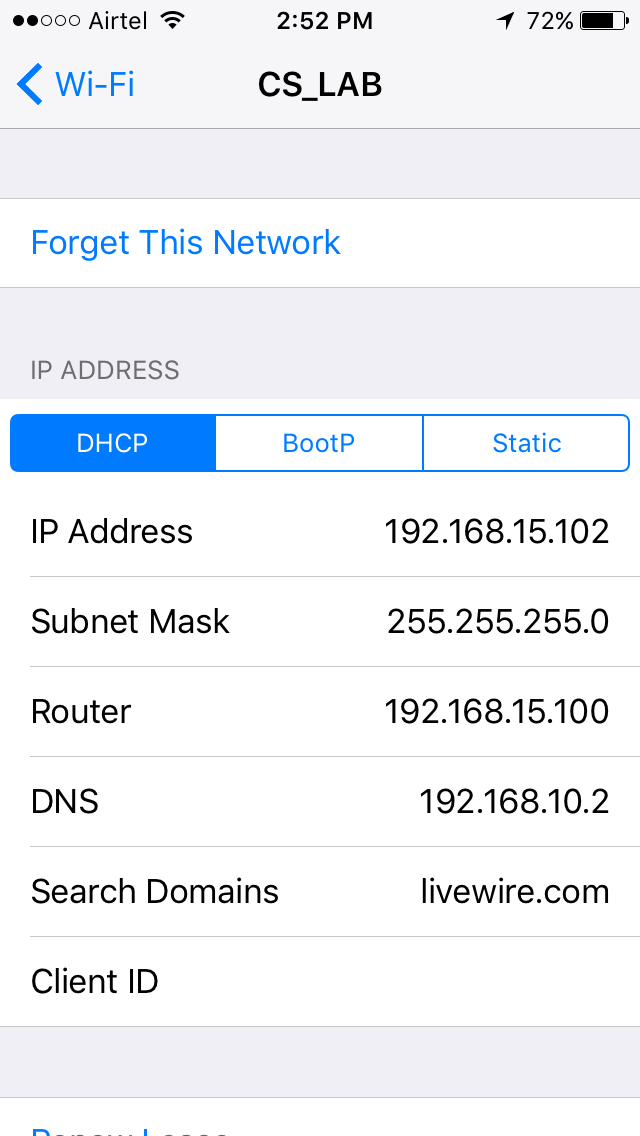 Airtel 2:52 PM 72%
Wi-Fi CS_LAB
Forget This Network
IP ADDRESS
DHCP BootP Static
IP Address 192.168.15.102
Subnet Mask 255.255.255.0
Router 192.168.15.100
DNS 192.168.10.2
Search Domains livewire.com
Client ID
Renew Lease